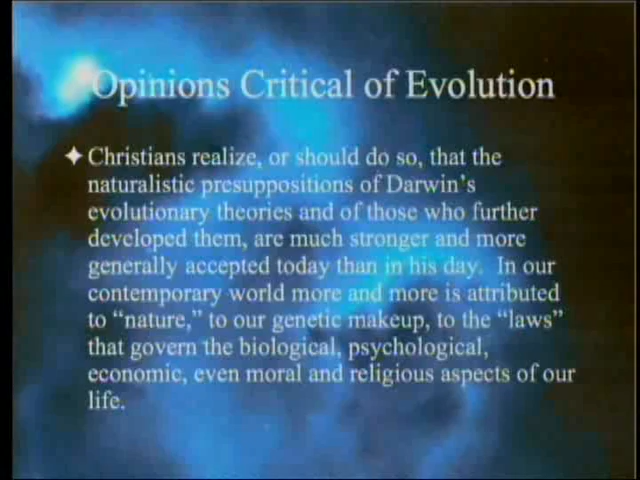 Opinions Critical of Evolution
Christians realize, or should do so, that the
naturalistic presuppositions of Darwin's
evolutionary theories and of those who further
developed them, are much stronger and more
generally accepted today than in his day.  In our
contemporary world more and more is attributed
to “nature,” to our genetic makeup, to the “laws”
that govern the biological, psychological,
economic, even moral and religious aspects of our
life.